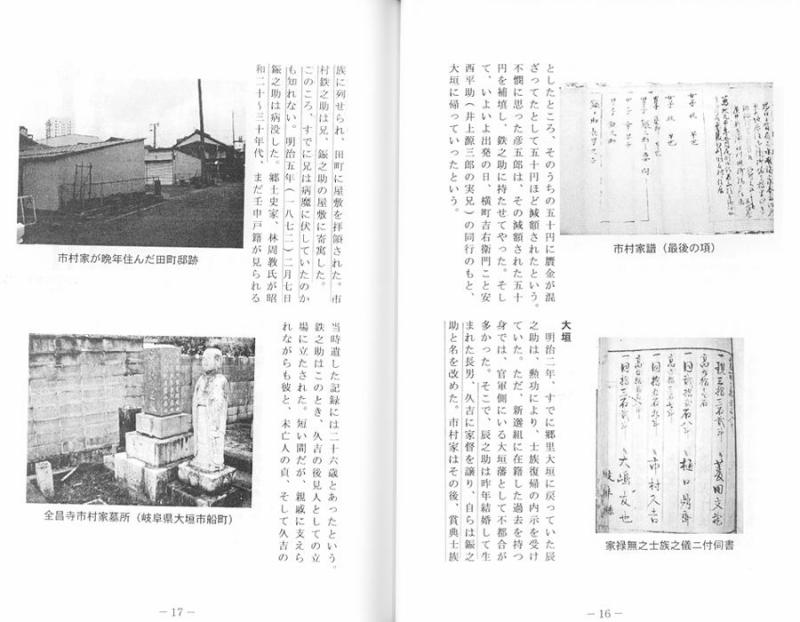 としたところ、そのうちの五十円に贋金が混
ざってたとして五十円ほど減額されたという。
不憫に思った彦五郎は、その減額された五十
円を補填し、鉄之助に持たせてやった。そし
て、いよいよ出発の日、横町吉右衛門こと安
西平助(井上源三郎の実兄)の同行のもと、
大垣に帰っていったという。
市村家譜(最後の項)
大垣
明治二年、すでに郷里大垣に戻っていた辰
之助は、勲功により、士族復帰の内示を受け
ていた。ただ、新選組に在籍した過去を持つ
身では、官軍側にいる大垣藩として不都合が
多かった。そこで、辰之助は昨年結婚して生
まれた長男、久吉に家督を譲り、自らは鋠之
助と名を改めた。市村家はその後、賞典士族
家禄無之士族之儀ニ付伺書
一同拾二石九斗 市村久吉
大嶋友也
― 16 ―
族に列せられ、田町に屋敷を拝領された。市
村鉄之助は兄、鋠之助の屋敷に寄寓した。
このころ、すでに兄は病魔に伏していたのか
も知れない。明治五年(一八七二)二月七日
鋠之助は病没した。郷土史家、林周教氏が昭
和二十〜三十年代、まだ壬申戸籍が見られる
市村家が晩年住んだ田町邸跡
当時遺した記録には二十六歳とあったという。
鉄之助はこのとき、久吉の後見人としての立
場に立たされた。短い間だが、親戚に支えら
れながらも彼と、未亡人の貞、そして久吉の
全昌寺市村家墓所(岐阜県大垣市船町)
― 17 ―